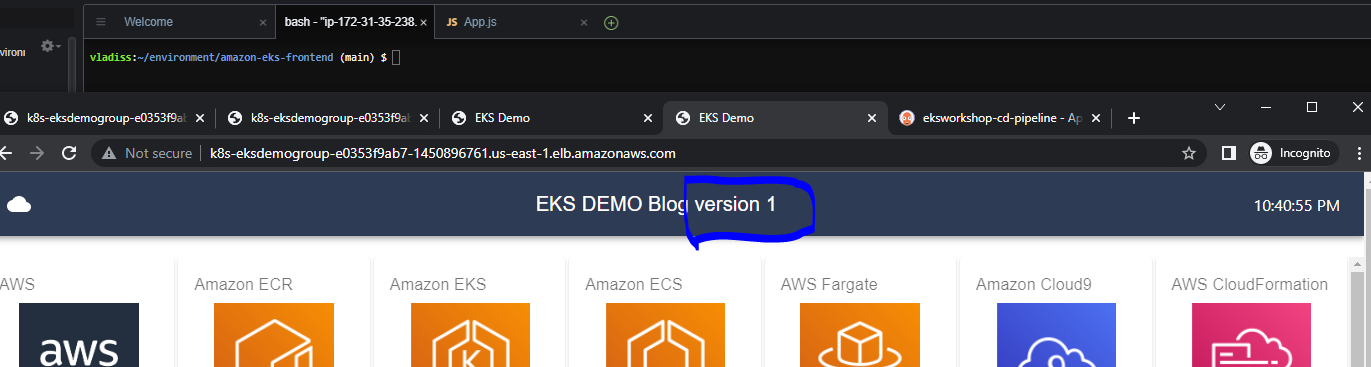 Welcome × bash - "ip-172-31-35-238. × JS App.js ×
vladiss:~/environment/amazon-eks-frontend (main) $
k8s-eksdemogroup-e0353f9ab × k8s-eksdemogroup-e0353f9ab × EKS Demo × EKS Demo × eksworkshop-cd-pipeline - Ap ×
Not secure | k8s-eksdemogroup-e0353f9ab7-1450896761.us-east-1.elb.amazonaws.com Incognito
EKS DEMO Blog version 1 10:40:55 PM
AWS Amazon ECR Amazon EKS Amazon ECS AWS Fargate Amazon Cloud9 AWS CloudFormation
aws K